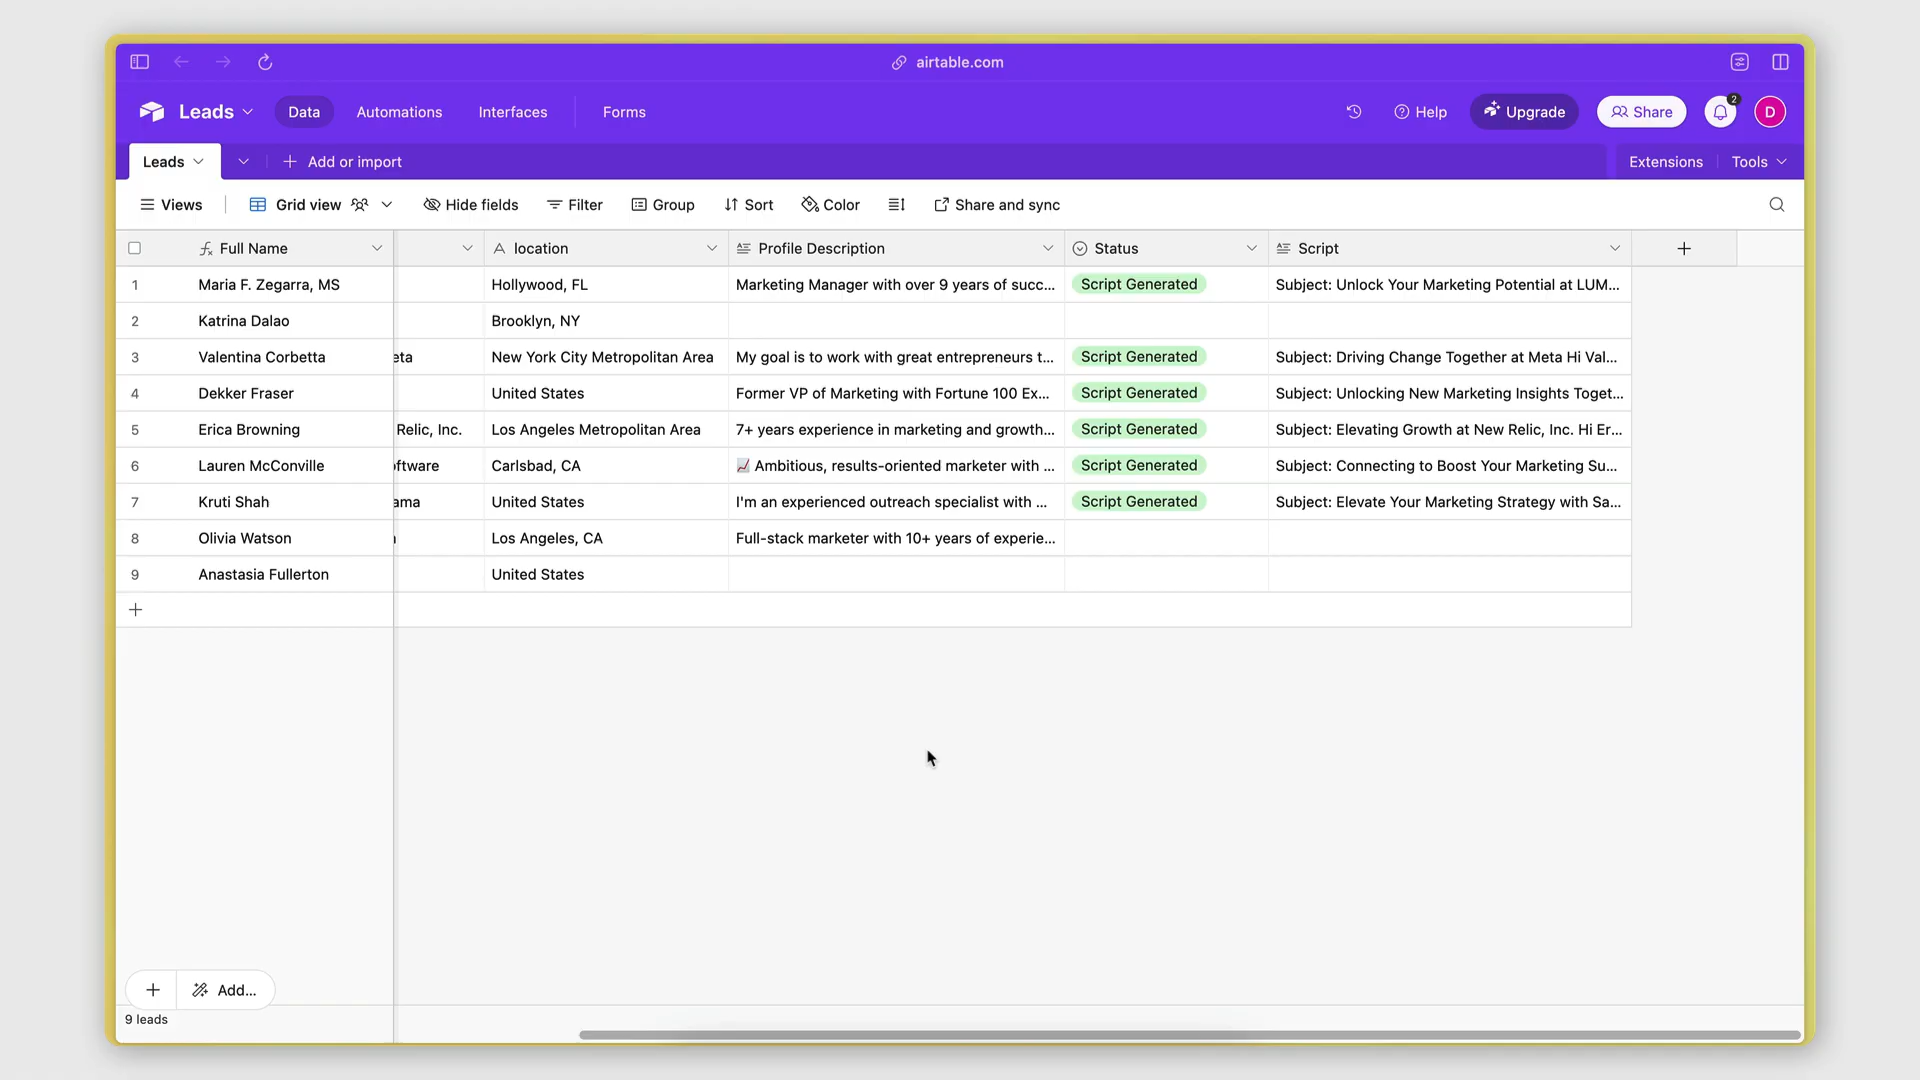 airtable.com
Leads Data Automations Interfaces Forms Help Upgrade Share 2 D
Leads Add or import Extensions Tools
Views Grid view Hide fields Filter Group Sort Color Share and sync
Full Name location Profile Description Status Script
1 Maria F. Zegarra, MS Hollywood, FL Marketing Manager with over 9 years of succ... Script Generated Subject: Unlock Your Marketing Potential at LUM...
2 Katrina Dalao Brooklyn, NY
3 Valentina Corbetta eta New York City Metropolitan Area My goal is to work with great entrepreneurs t... Script Generated Subject: Driving Change Together at Meta Hi Val...
4 Dekker Fraser United States Former VP of Marketing with Fortune 100 Ex... Script Generated Subject: Unlocking New Marketing Insights Toget...
5 Erica Browning Relic, Inc. Los Angeles Metropolitan Area 7+ years experience in marketing and growth... Script Generated Subject: Elevating Growth at New Relic, Inc. Hi Er...
6 Lauren McConville oftware Carlsbad, CA 📈 Ambitious, results-oriented marketer with ... Script Generated Subject: Connecting to Boost Your Marketing Su...
7 Kruti Shah ama United States I'm an experienced outreach specialist with ... Script Generated Subject: Elevate Your Marketing Strategy with Sa...
8 Olivia Watson Los Angeles, CA Full-stack marketer with 10+ years of experie...
9 Anastasia Fullerton United States
Add...
9 leads